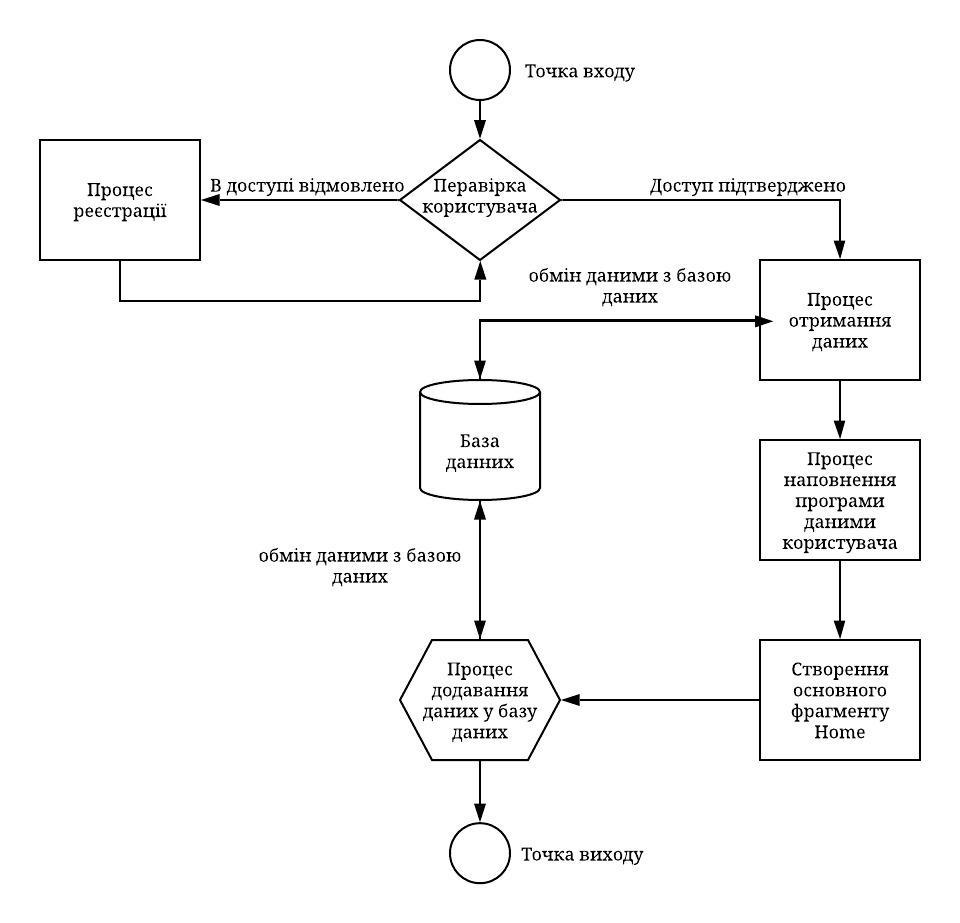 Точка входу
Процес
реєстрації
В доступі відмовлено
Перавірка
користувача
Доступ підтверджено
обмін даними з базою
даних
Процес
отримання
даних
База
данних
Процес
наповнення
програми
даними
користувача
обмін даними з базою
даних
Процес
додавання
даних у базу
даних
Створення
основного
фрагменту
Home
Точка виходу